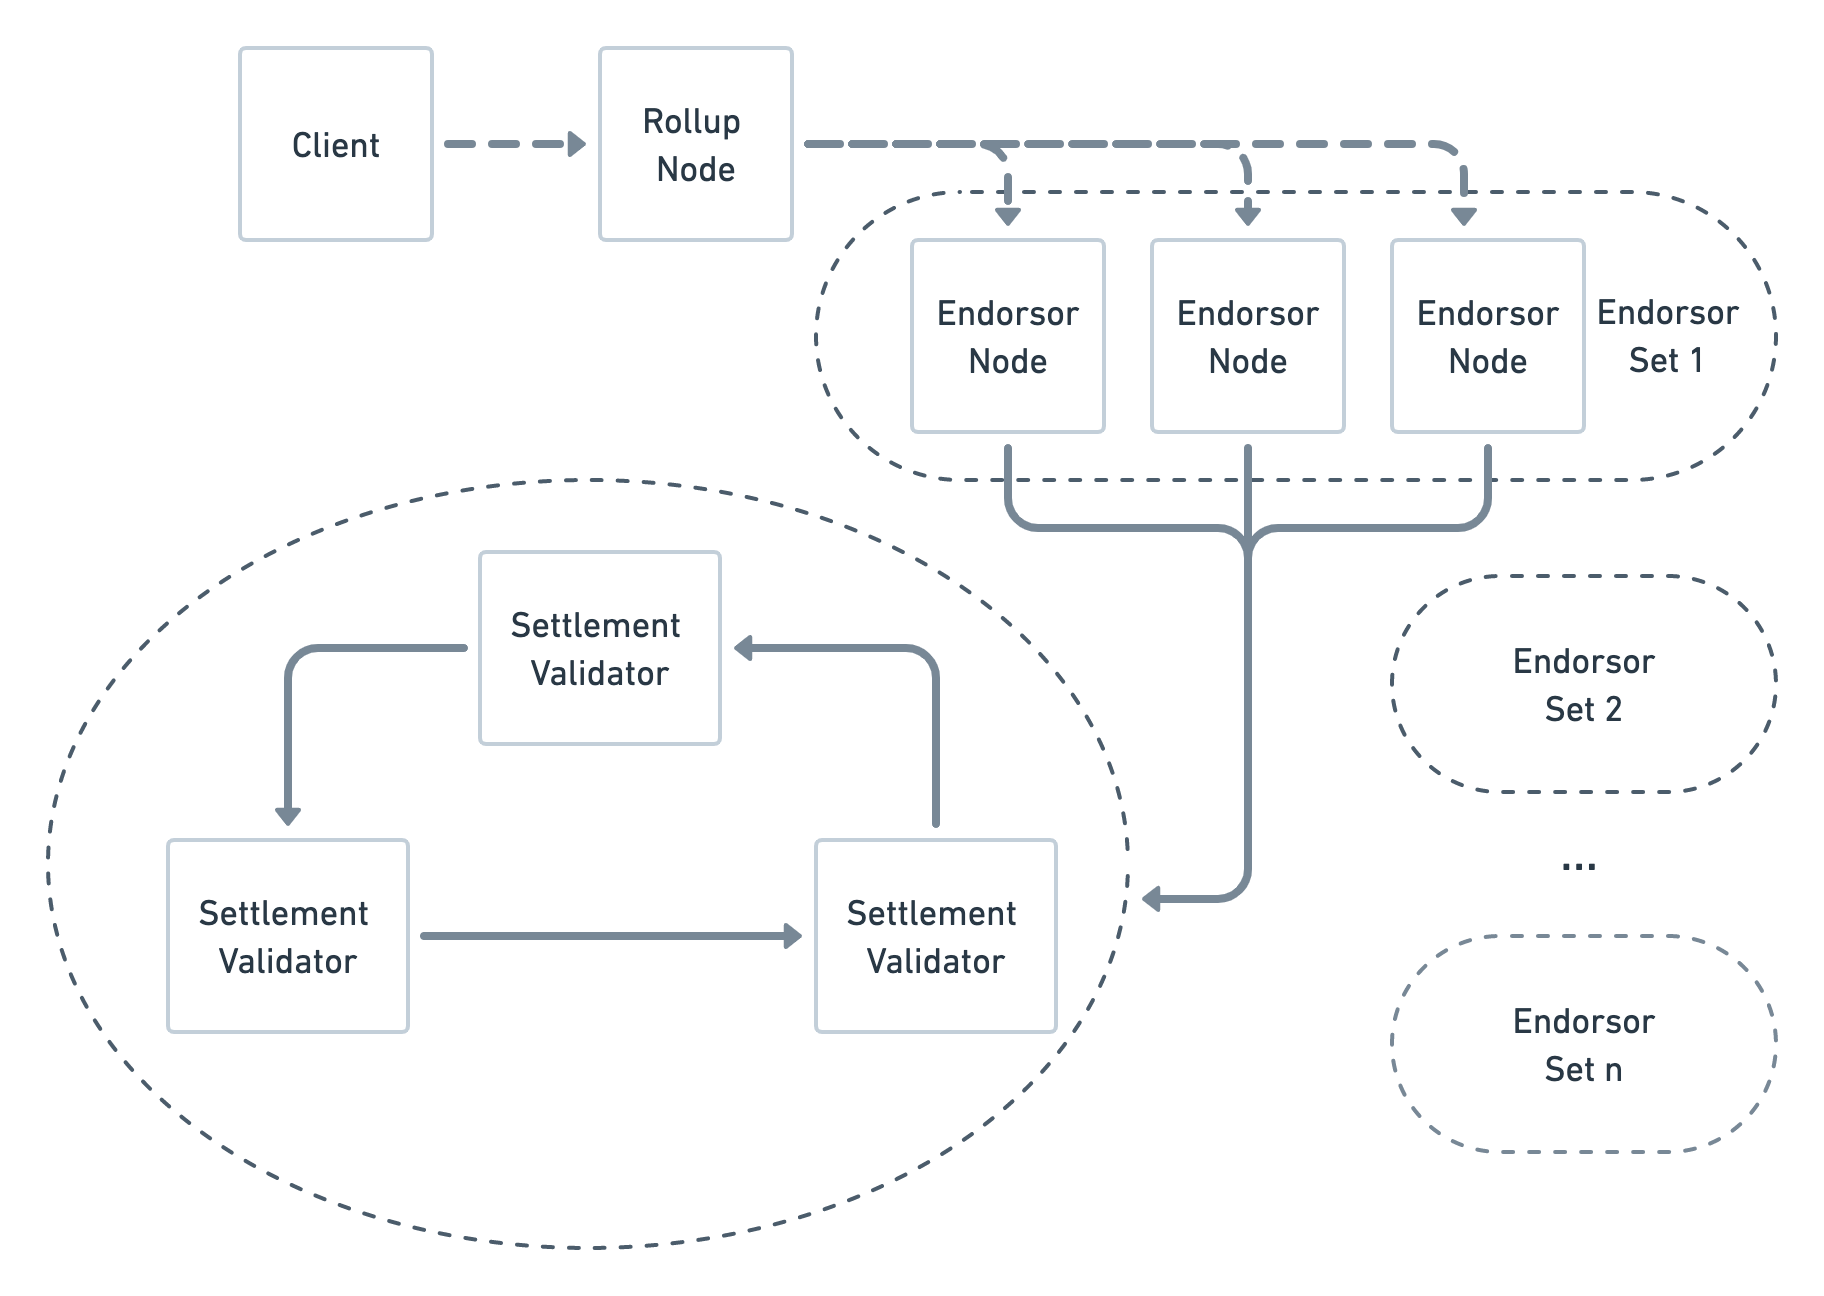 Client
Rollup
Node
Endorsor
Node
Endorsor
Node
Endorsor
Node
Endorsor
Set 1
Settlement
Validator
Endorsor
Set 2
...
Settlement
Validator
Settlement
Validator
Endorsor
Set n